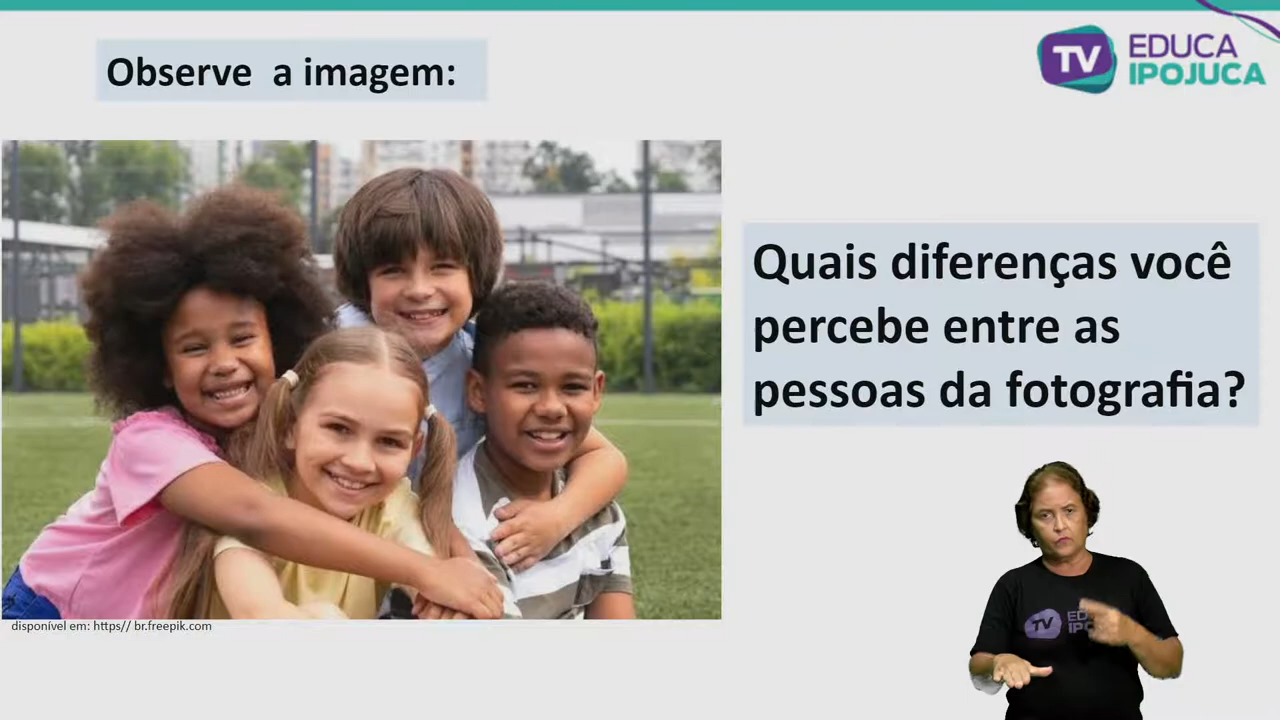 Observe  a imagem:
TV EDUCA
IPOJUCA
Quais diferenças você
percebe entre as
pessoas da fotografia?
disponível em: https// br.freepik.com
TV